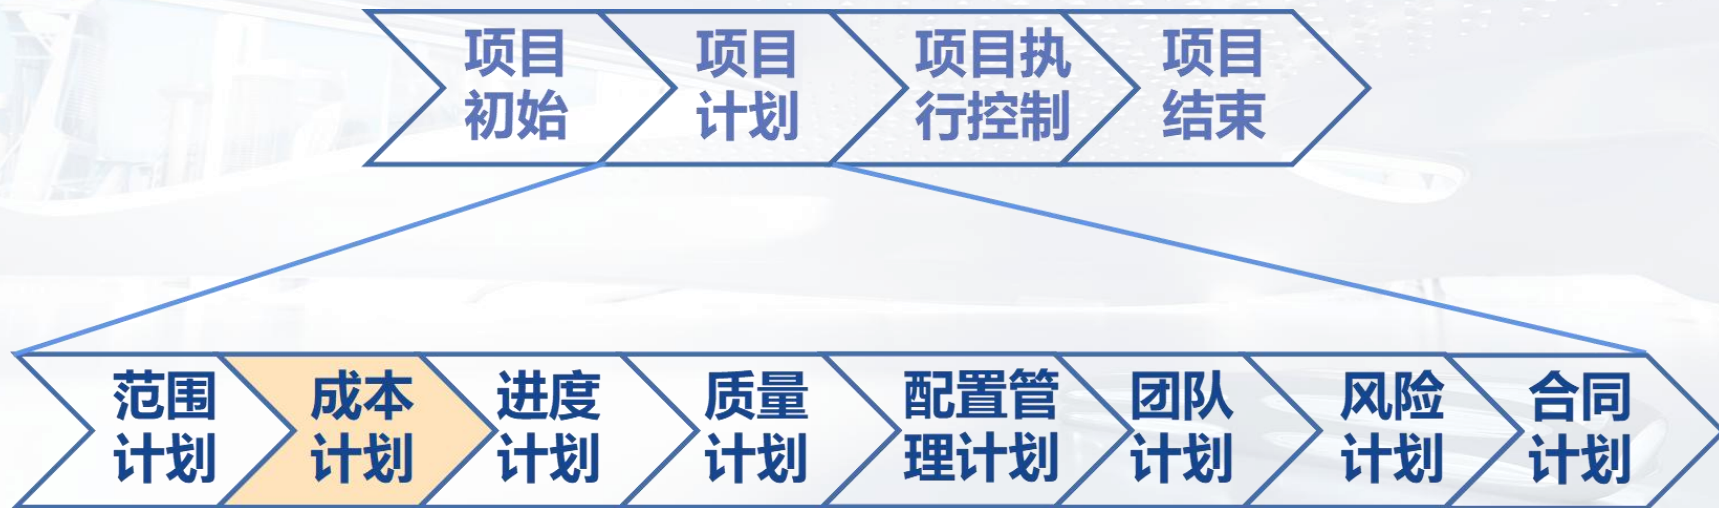 项目
初始
项目
计划
项目执
行控制
项目
结束
范围
计划
成本
计划
进度
计划
质量
计划
配置管
理计划
团队
计划
风险
计划
合同
计划